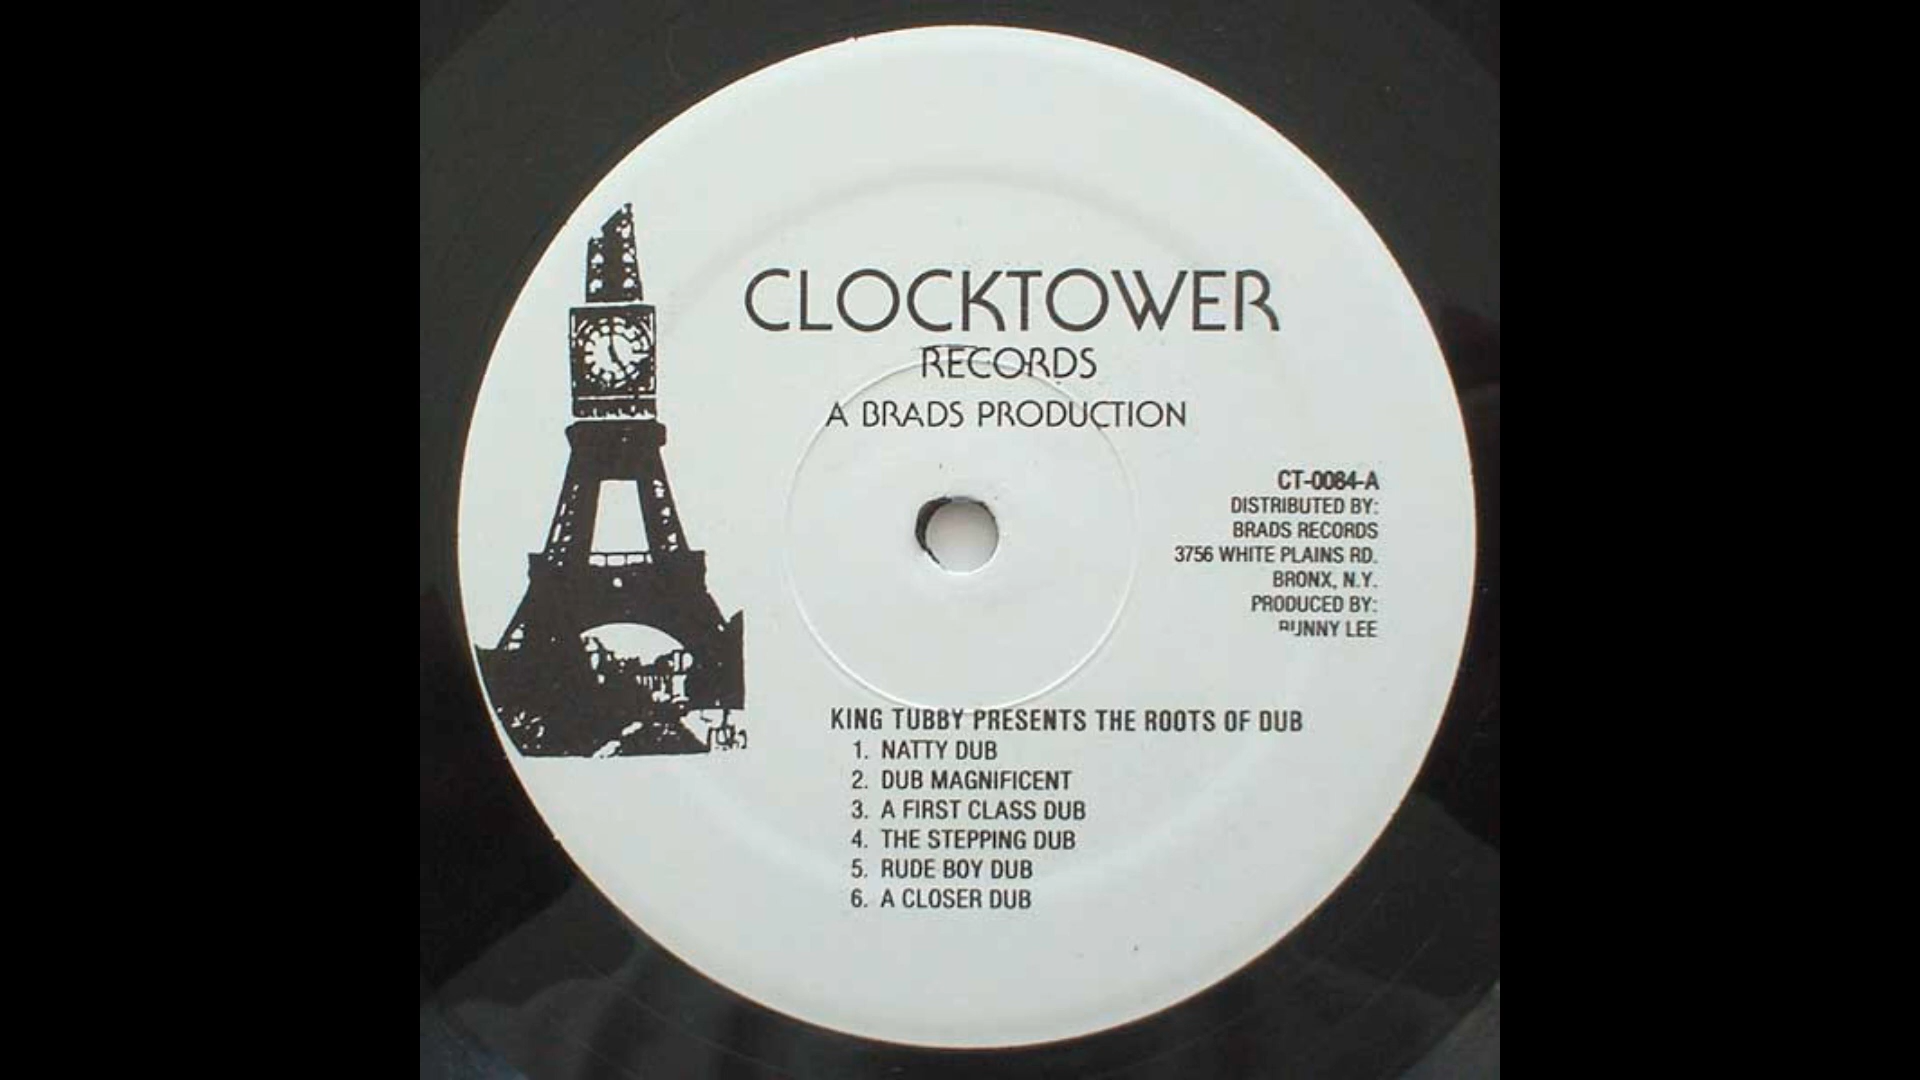 CLOCKTOWER
RECORDS
A BRADS PRODUCTION
CT-0084-A
DISTRIBUTED BY:
BRADS RECORDS
3756 WHITE PLAINS RD.
BRONX, N.Y.
PRODUCED BY:
BUNNY LEE
KING TUBBY PRESENTS THE ROOTS OF DUB
1. NATTY DUB
2. DUB MAGNIFICENT
3. A FIRST CLASS DUB
4. THE STEPPING DUB
5. RUDE BOY DUB
6. A CLOSER DUB